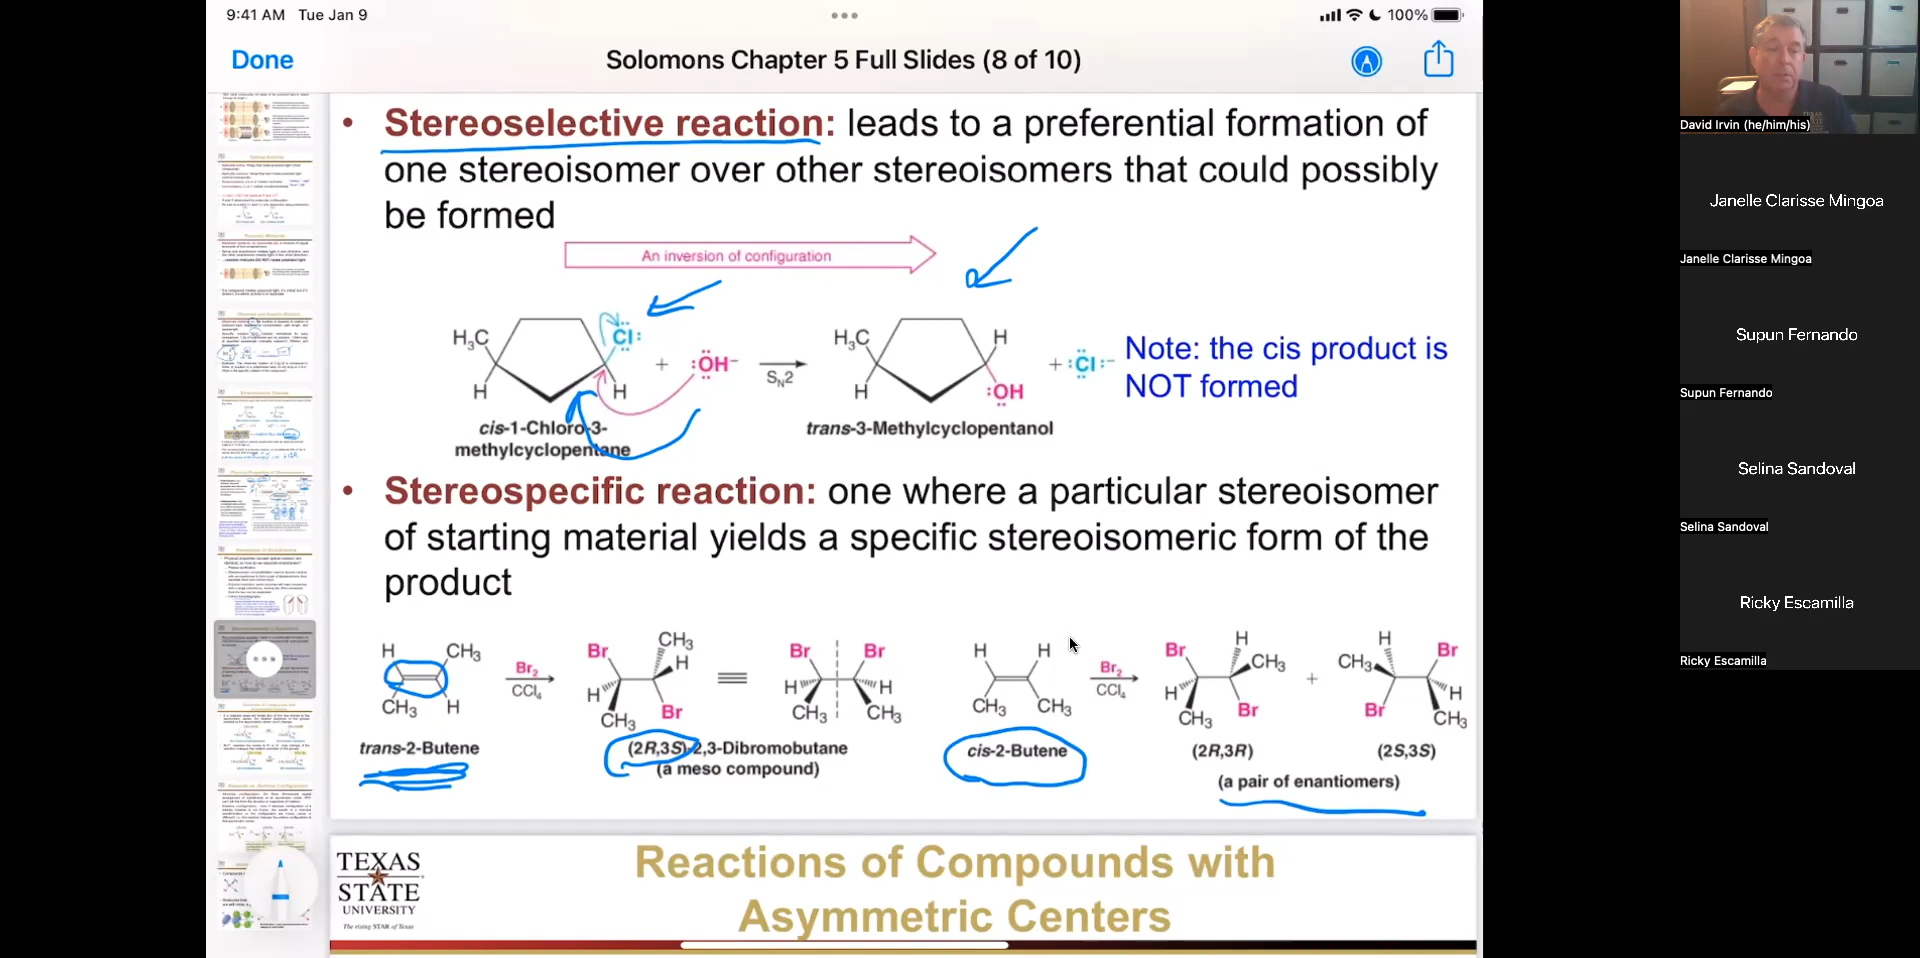 9:41 AM Tue Jan 9
100%
Done
Solomons Chapter 5 Full Slides (8 of 10)
• Stereoselective reaction: leads to a preferential formation of
one stereoisomer over other stereoisomers that could possibly
be formed
An inversion of configuration
H₃C
Cl:
H
H
+ :ÖH⁻
SN2
H₃C
H
H
:OH
+ :Cl:⁻
Note: the cis product is
NOT formed
cis-1-Chloro-3-
methylcyclopentane
trans-3-Methylcyclopentanol
• Stereospecific reaction: one where a particular stereoisomer
of starting material yields a specific stereoisomeric form of the
product
H CH₃
CH₃ H
Br₂
CCl₄
Br CH₃
H
H
CH₃ Br
Br Br
H H
CH₃ CH₃
H H
CH₃ CH₃
Br₂
CCl₄
Br H
CH₃
H
CH₃ Br
+
H Br
CH₃
H
Br CH₃
trans-2-Butene
(2R,3S)-2,3-Dibromobutane
(a meso compound)
cis-2-Butene
(2R,3R)
(2S,3S)
(a pair of enantiomers)
TEXAS
STATE
UNIVERSITY
The rising STAR of Texas
Reactions of Compounds with
Asymmetric Centers
David Irvin (he/him/his)
Janelle Clarisse Mingoa
Janelle Clarisse Mingoa
Supun Fernando
Supun Fernando
Selina Sandoval
Selina Sandoval
Ricky Escamilla
Ricky Escamilla